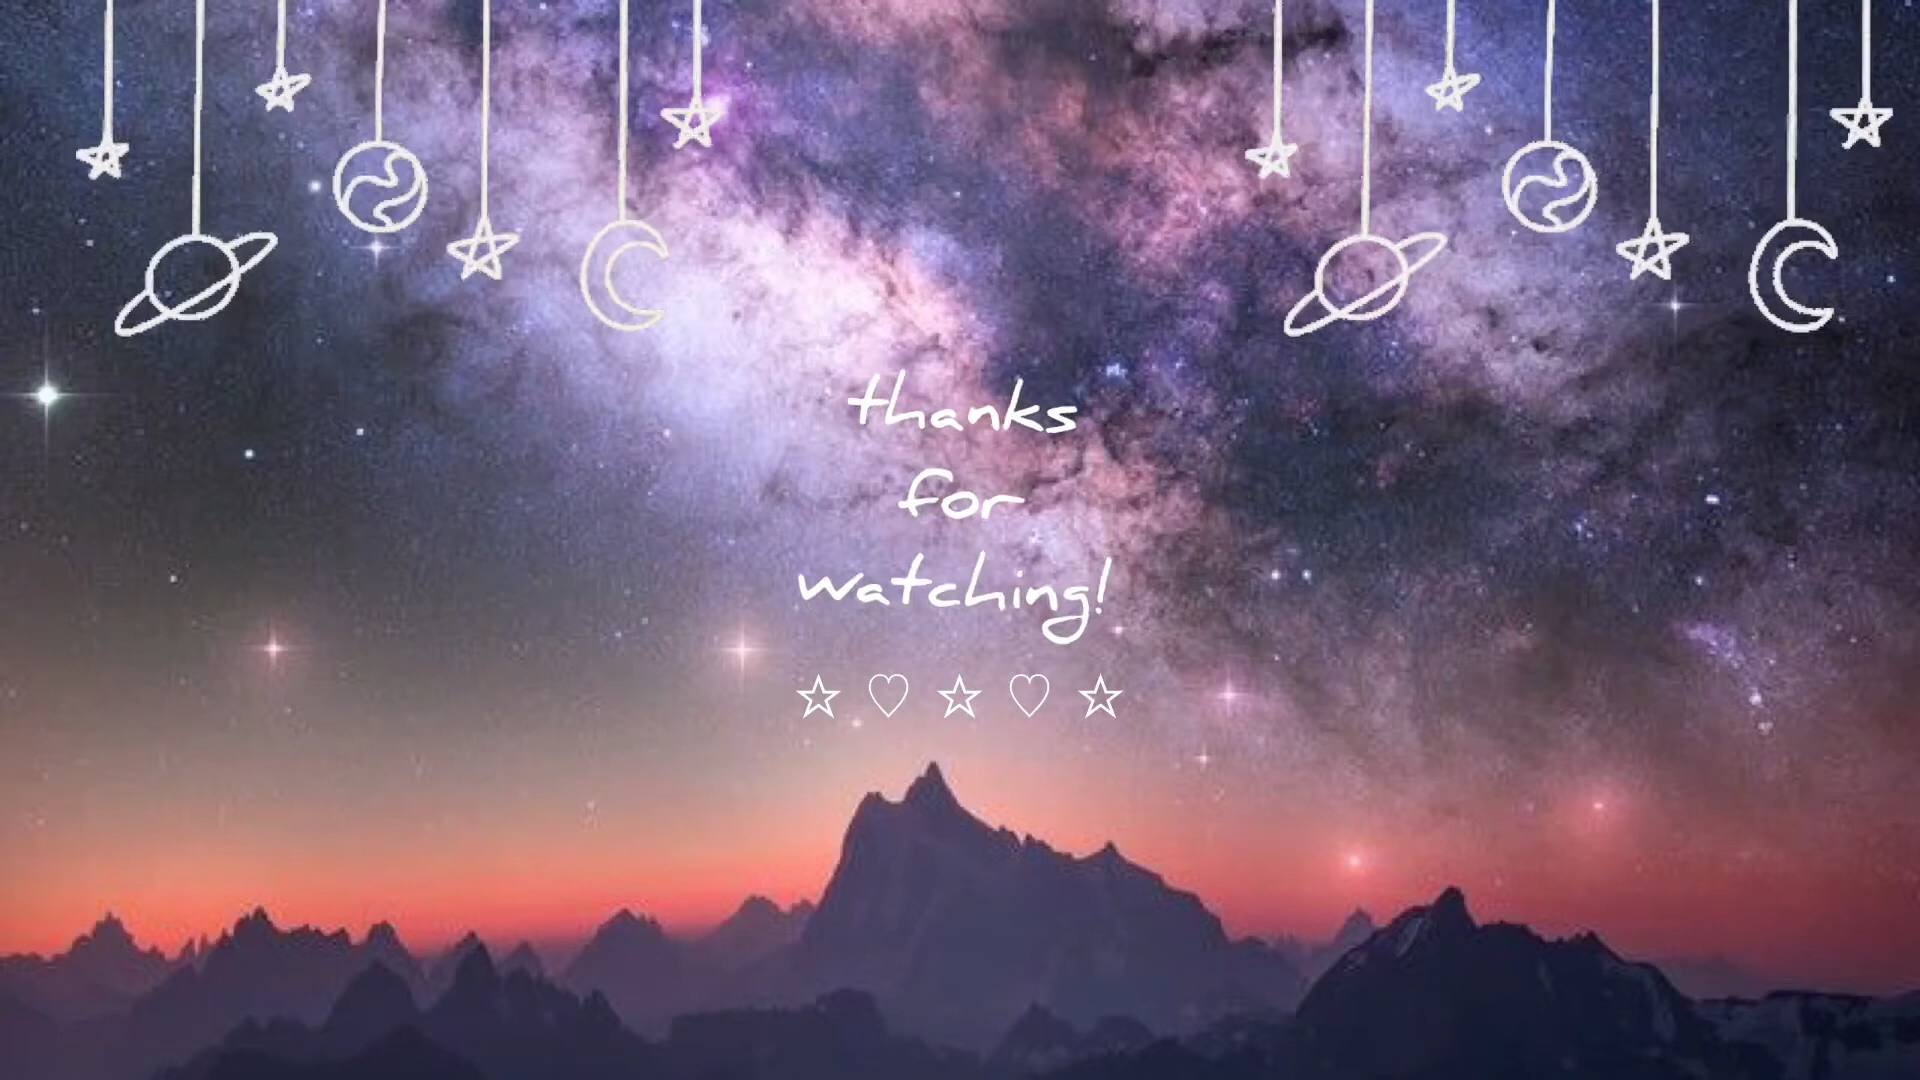 thanks
for
watching!
☆ ♡ ☆ ♡ ☆